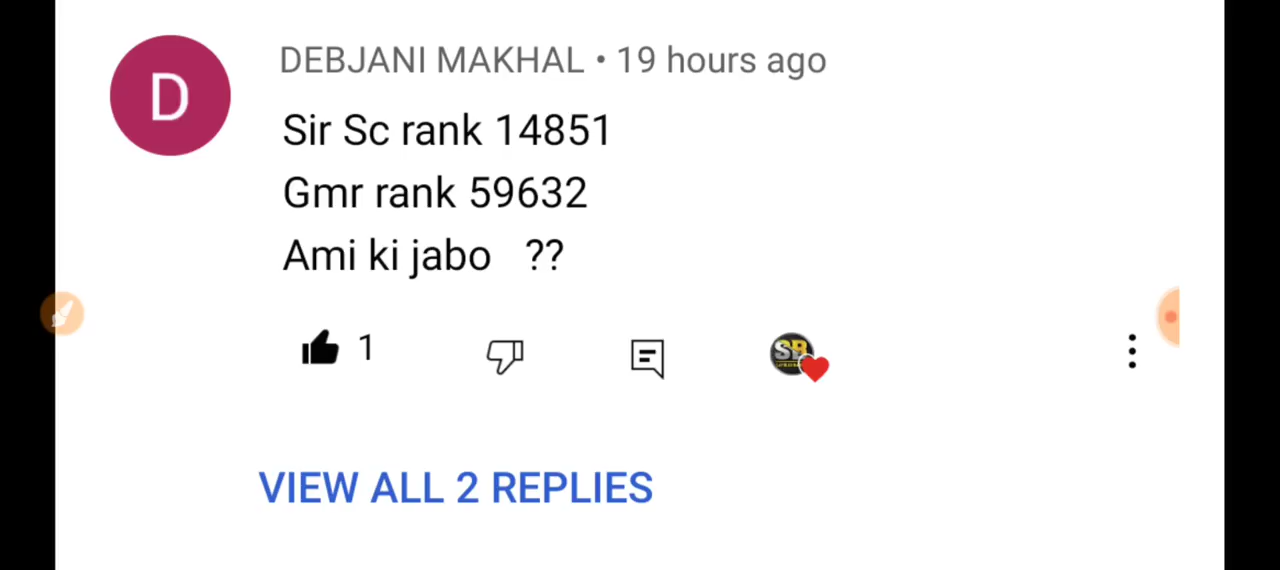 D
DEBJANI MAKHAL • 19 hours ago
Sir Sc rank 14851
Gmr rank 59632
Ami ki jabo ??
1
SB
VIEW ALL 2 REPLIES